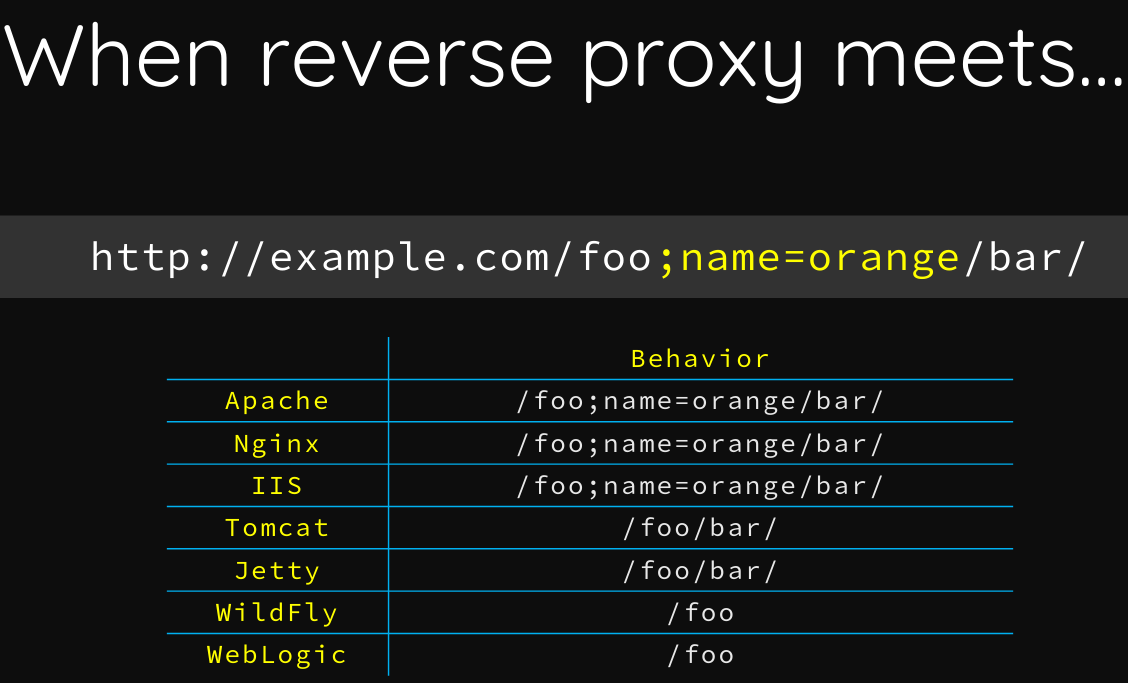 When reverse proxy meets...
http://example.com/foo;name=orange/bar/
Behavior
Apache /foo;name=orange/bar/
Nginx /foo;name=orange/bar/
IIS /foo;name=orange/bar/
Tomcat /foo/bar/
Jetty /foo/bar/
WildFly /foo
WebLogic /foo